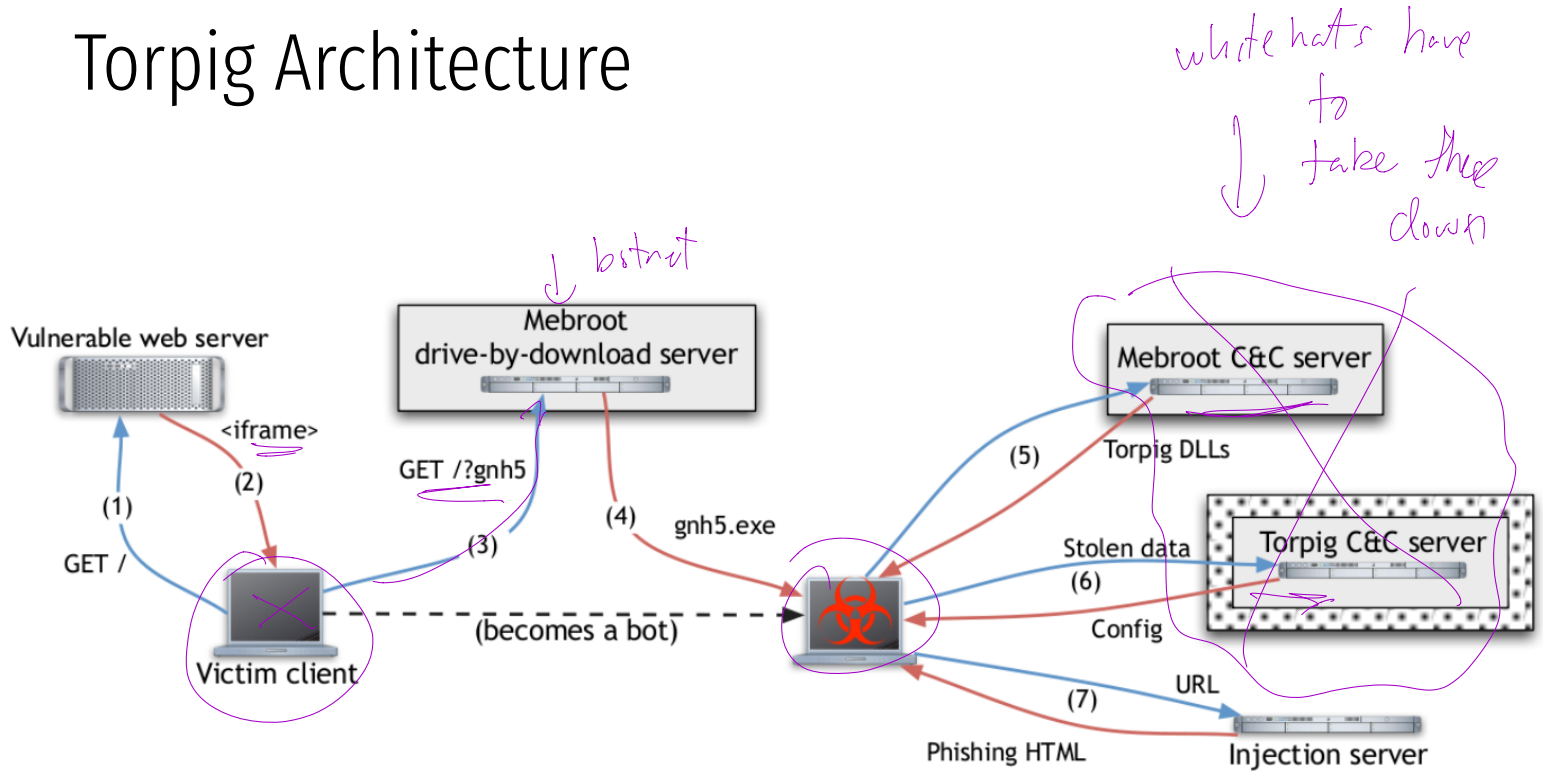 Torpig Architecture
white hats have
to
take these
down
botnet
Vulnerable web server
Mebroot
drive-by-download server
Mebroot C&C server
<iframe>
GET /?gnh5
(1)
(2)
(3)
(4)
gnh5.exe
(5)
Torpig DLLs
GET /
Stolen data
Torpig C&C server
(6)
Config
(becomes a bot)
Victim client
(7)
URL
Phishing HTML
Injection server